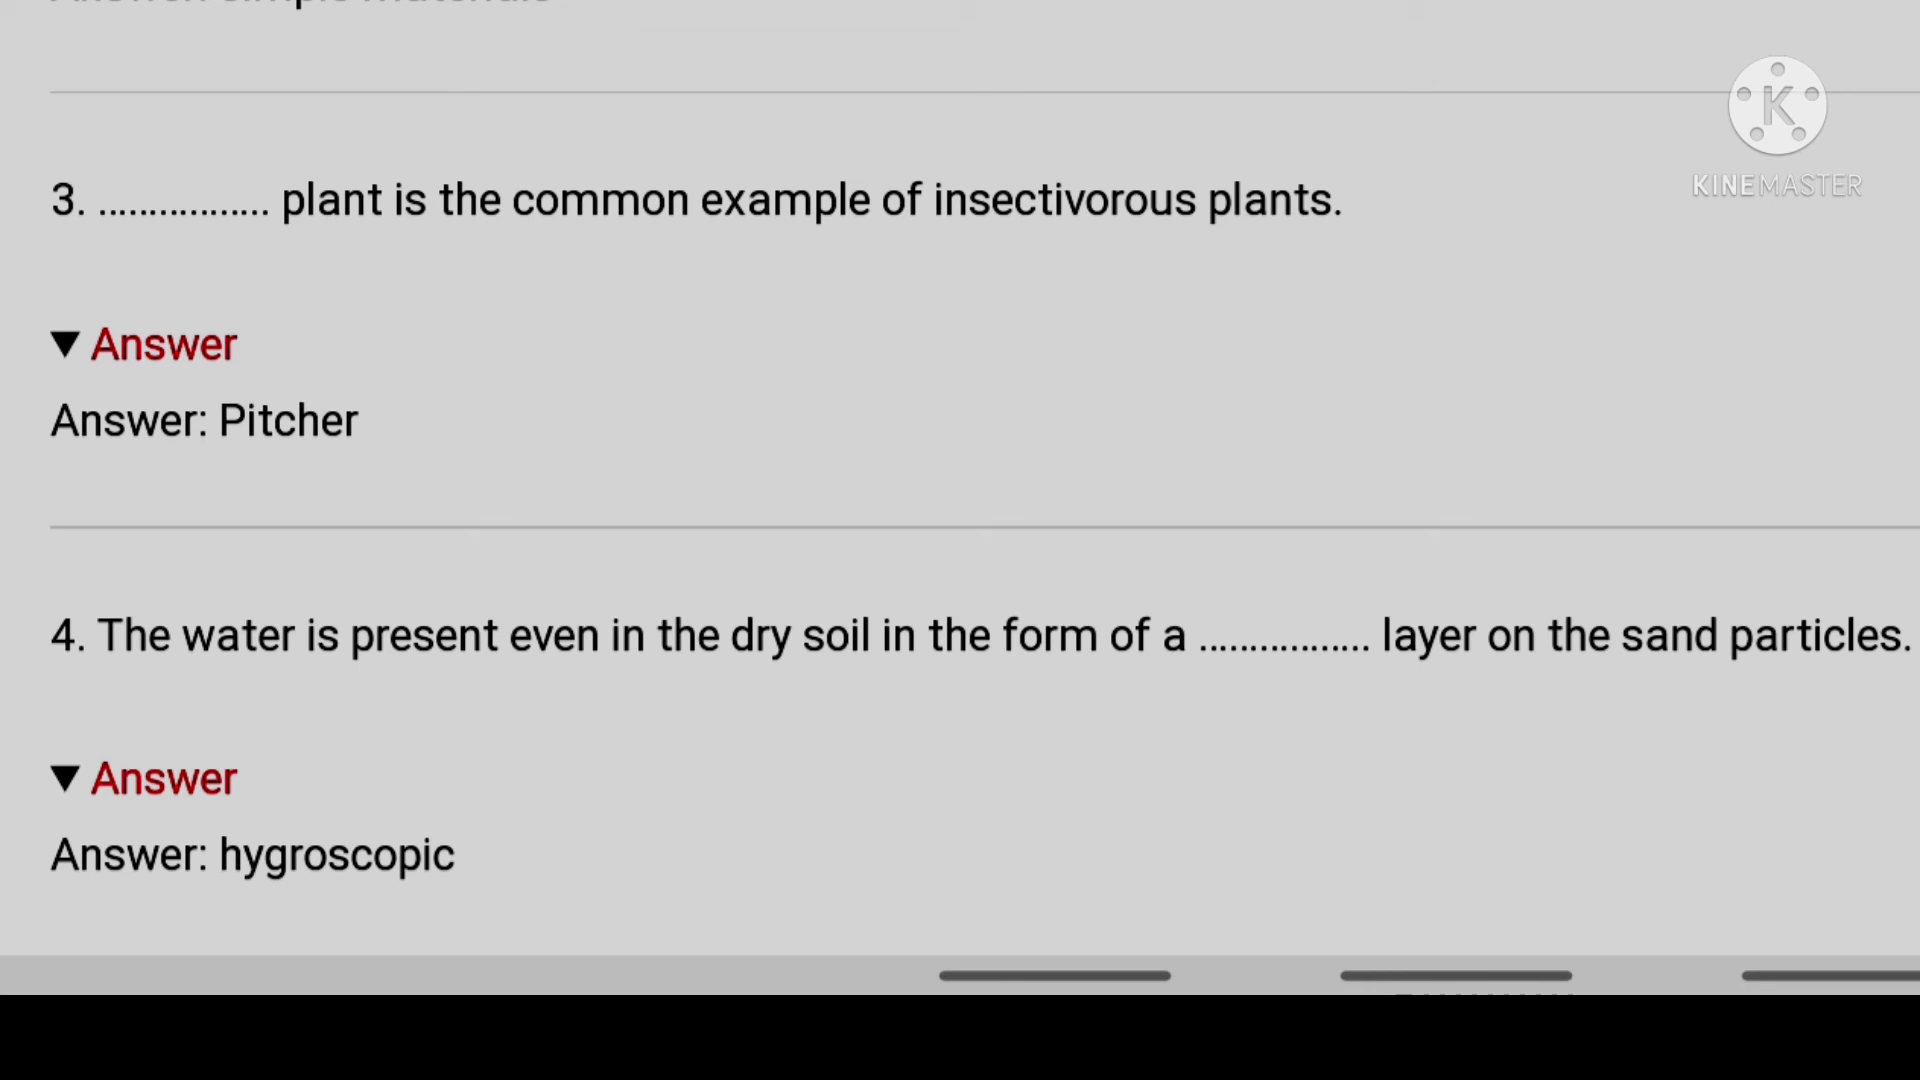 3. ................. plant is the common example of insectivorous plants.
KINEMASTER
▼ Answer
Answer: Pitcher
4. The water is present even in the dry soil in the form of a ................. layer on the sand particles.
▼ Answer
Answer: hygroscopic